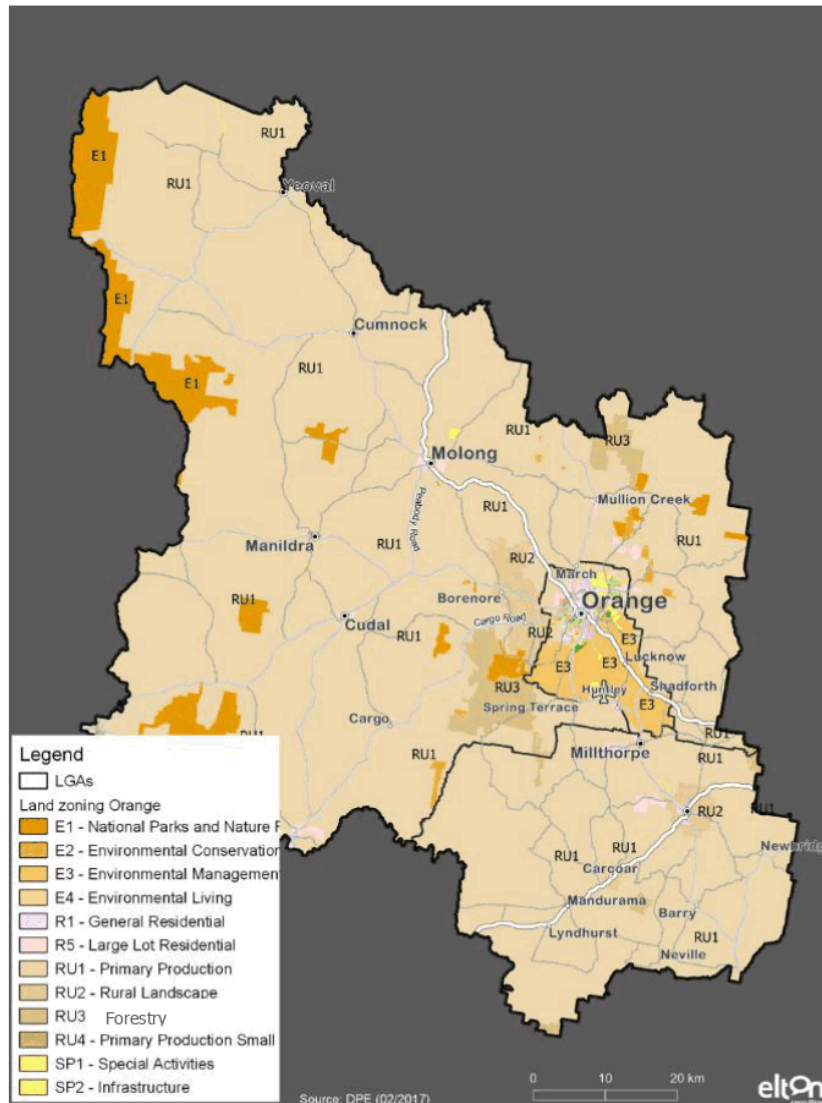 E1
RU1
RU1
Yeoval
E1
Cumnock
E1
RU1
RU1
RU3
Molong
Mullion Creek
Peabody Road
RU1
RU1
Manildra
RU1
RU2
March
Borenore
Orange
RU1
Cudal
Cargo Road
RU2
E3
RU1
E3
E3
Lucknow
RU3
Huntley
Shadforth
E3
Spring Terrace
Cargo
RU1
Millthorpe
RU1
RU1
RU1
RU2
RU1
Newbridg
RU1
RU1
Carcoar
Mandurama
Barry
Lyndhurst
RU1
Neville
Legend
LGAs
Land zoning Orange
E1 - National Parks and Nature R
E2 - Environmental Conservation
E3 - Environmental Management
E4 - Environmental Living
R1 - General Residential
R5 - Large Lot Residential
RU1 - Primary Production
RU2 - Rural Landscape
RU3 Forestry
RU4 - Primary Production Small
SP1 - Special Activities
SP2 - Infrastructure
0 10 20 km
Source: DPE (02/2017)
elton